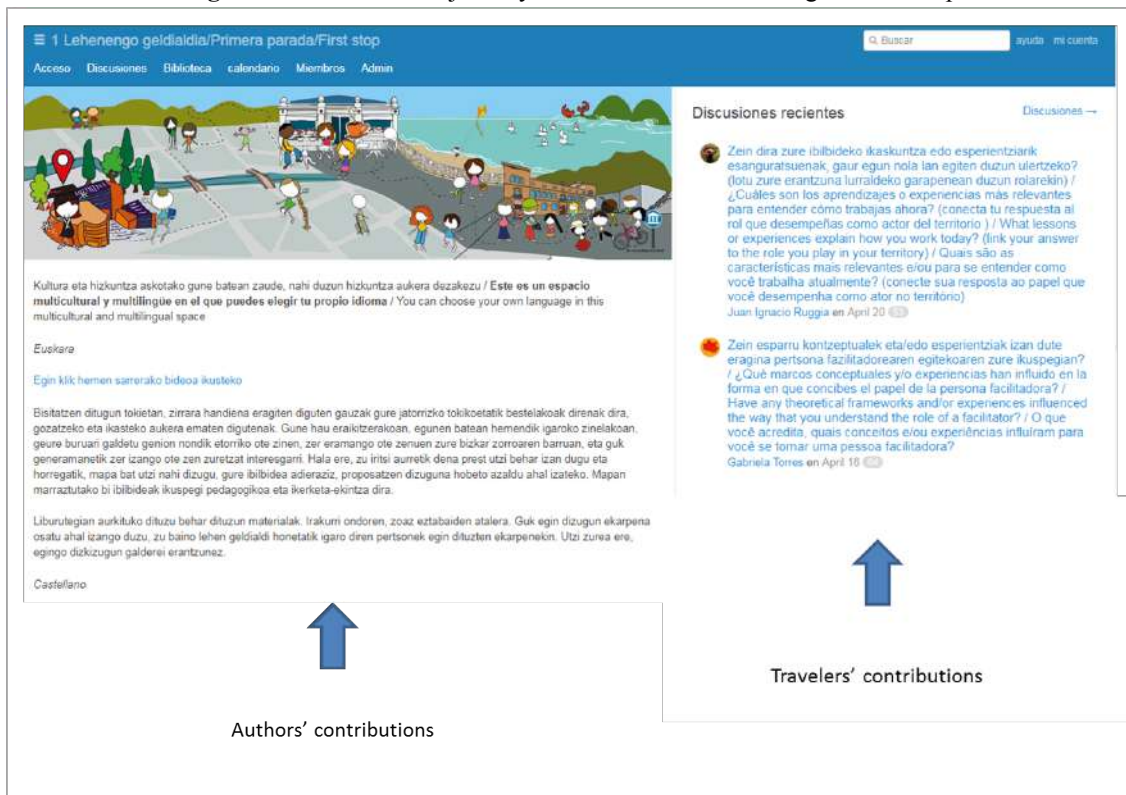 ≡ 1 Lehenengo geldialdia/Primera parada/First stop
Buscar
ayuda mi cuenta
Acceso Discusiones Biblioteca calendario Miembros Admin
Kultura eta hizkuntza askotako gune batean zaude, nahi duzun hizkuntza aukera dezakezu / Este es un espacio
multicultural y multilingüe en el que puedes elegir tu propio idioma / You can choose your own language in this
multicultural and multilingual space
Euskara
Egin klik hemen sarrerako bideoa ikusteko
Bisitatzen ditugun tokietan, zirrara handiena eragiten diguten gauzak gure jatorrizko tokikoetatik bestelakoak direnak dira,
gozatzeko eta ikasteko aukera ematen digutenak. Gune hau eraikitzerakoan, egunen batean hemendik igaroko zinelakoan,
geure buruari galdetu genion nondik etorriko ote zinen, zer eramango ote zenuen zure bizkar zorroaren barruan, eta guk
generamanetik zer izango ote zen zuretzat interesgarri. Hala ere, zu iritsi aurretik dena prest utzi behar izan dugu eta
horregatik, mapa bat utzi nahi dizugu, gure ibilbidea adieraziz, proposatzen dizuguna hobeto azaldu ahal izateko. Mapan
marraztutako bi ibilbideak ikuspegi pedagogikoa eta ikerketa-ekintza dira.
Liburutegian aurkituko dituzu behar dituzun materialak. Irakurri ondoren, zoaz eztabaiden atalera. Guk egin dizugun ekarpena
osatu ahal izango duzu, zu baino lehen geldialdi honetatik igaro diren pertsonek egin dituzten ekarpenekin. Utzi zurea ere,
egingo dizkizugun galderei erantzunez.
Castellano
Authors' contributions
Discusiones recientes
Discusiones →
Zein dira zure ibilbideko ikaskuntza edo esperientziarik
esanguratsuenak, gaur egun nola lan egiten duzun ulertzeko?
(lotu zure erantzuna lurraldeko garapenean duzun rolarekin) /
¿Cuáles son los aprendizajes o experiencias más relevantes
para entender cómo trabajas ahora? (conecta tu respuesta al
rol que desempeñas como actor del territorio ) / What lessons
or experiences explain how you work today? (link your answer
to the role you play in your territory) / Quais são as
características mais relevantes e/ou para se entender como
você trabalha atualmente? (conecte sua resposta ao papel que
você desempenha como ator no território)
Juan Ignacio Ruggia en April 20
Zein esparru kontzeptualek eta/edo esperientziak izan dute
eragina pertsona fazilitadorearen egitekoaren zure ikuspegian?
/ ¿Qué marcos conceptuales y/o experiencias han influido en la
forma en que concibes el papel de la persona facilitadora? /
Have any theoretical frameworks and/or experiences influenced
the way that you understand the role of a facilitator? / O que
você acredita, quais conceitos e/ou experiências influíram para
você se tornar uma pessoa facilitadora?
Gabriela Torres en April 16
Travelers' contributions